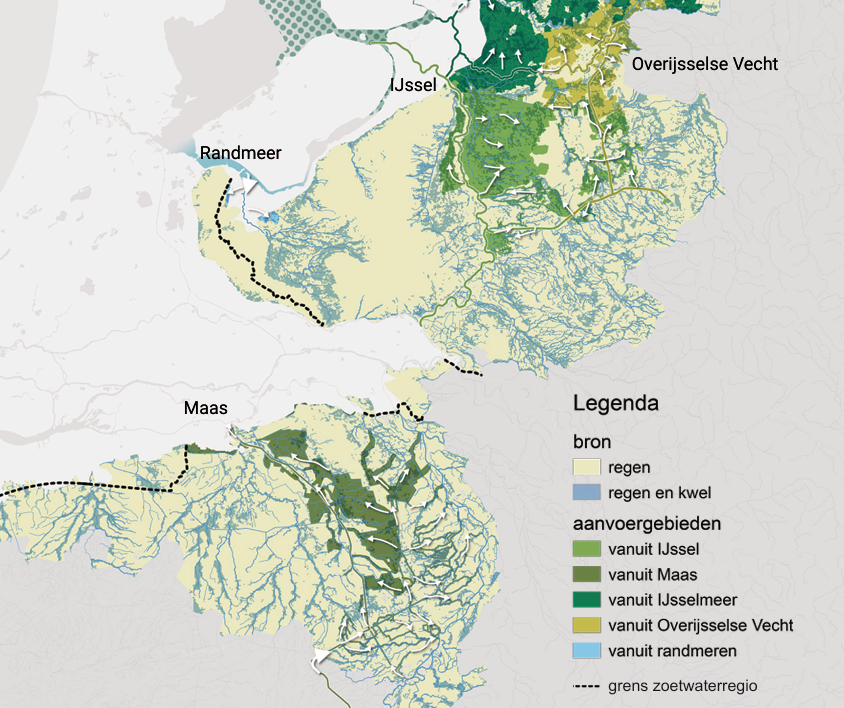 Overijsselse Vecht
IJssel
Randmeer
Maas
Legenda
bron
regen
regen en kwel
aanvoergebieden
vanuit IJssel
vanuit Maas
vanuit IJsselmeer
vanuit Overijsselse Vecht
vanuit randmeren
grens zoetwaterregio